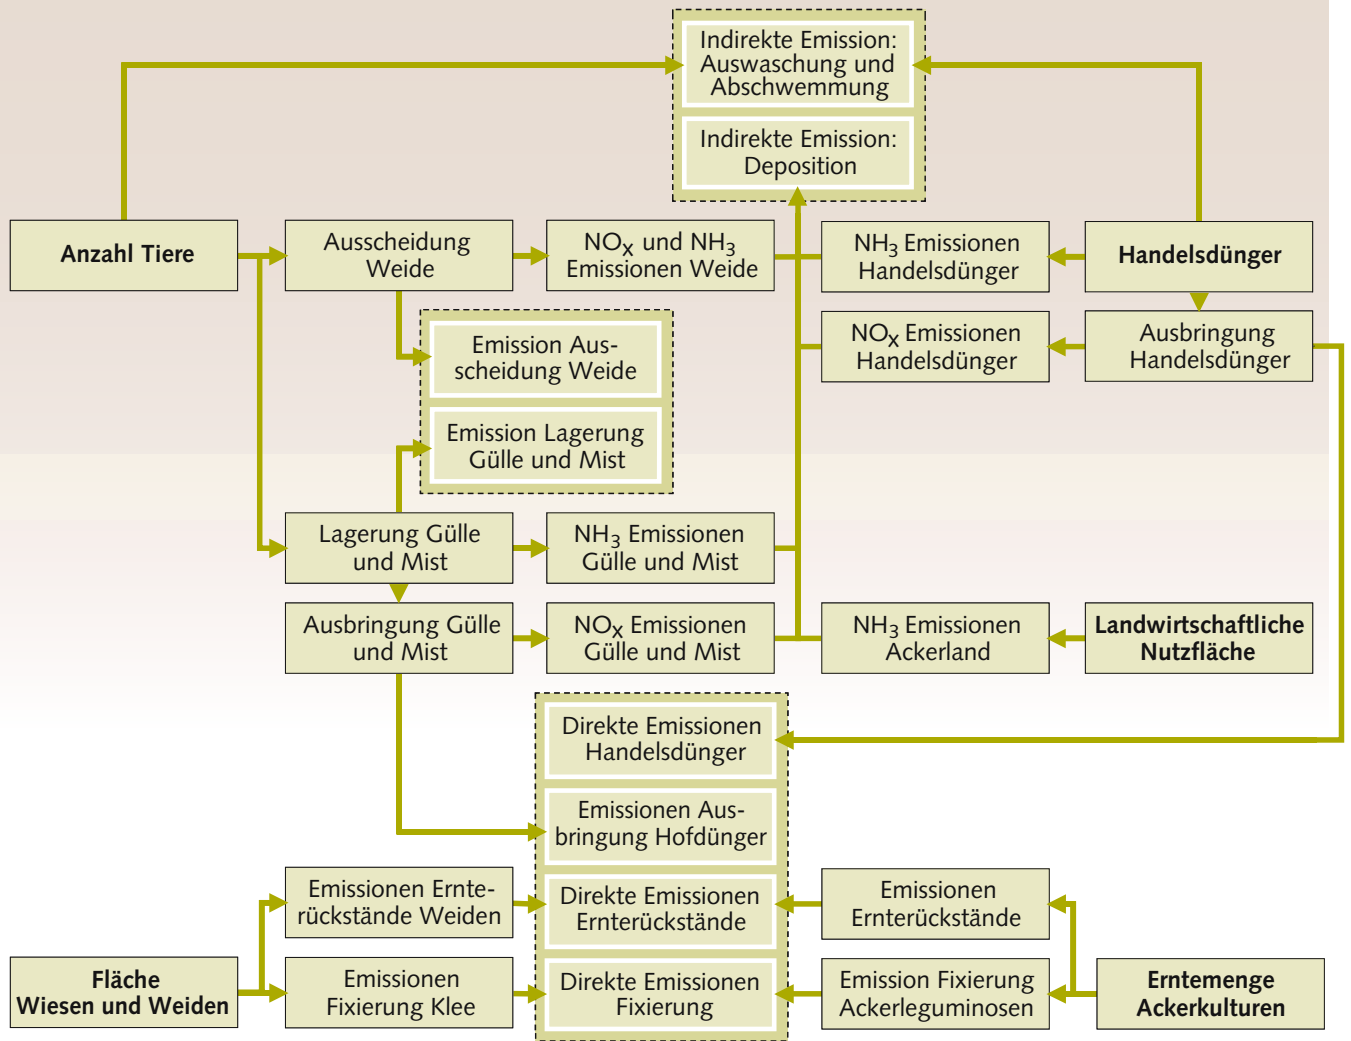 Indirekte Emission:
Auswaschung und
Abschwemmung
Indirekte Emission:
Deposition
Anzahl Tiere
Ausscheidung
Weide
NOX und NH3
Emissionen Weide
NH3 Emissionen
Handelsdünger
Handelsdünger
Emission Aus-
scheidung Weide
NOX Emissionen
Handelsdünger
Ausbringung
Handelsdünger
Emission Lagerung
Gülle und Mist
Lagerung Gülle
und Mist
NH3 Emissionen
Gülle und Mist
Ausbringung Gülle
und Mist
NOX Emissionen
Gülle und Mist
NH3 Emissionen
Ackerland
Landwirtschaftliche
Nutzfläche
Direkte Emissionen
Handelsdünger
Emissionen Aus-
bringung Hofdünger
Emissionen Ernte-
rückstände Weiden
Direkte Emissionen
Ernterückstände
Emissionen
Ernterückstände
Fläche
Wiesen und Weiden
Emissionen
Fixierung Klee
Direkte Emissionen
Fixierung
Emission Fixierung
Ackerleguminosen
Erntemenge
Ackerkulturen